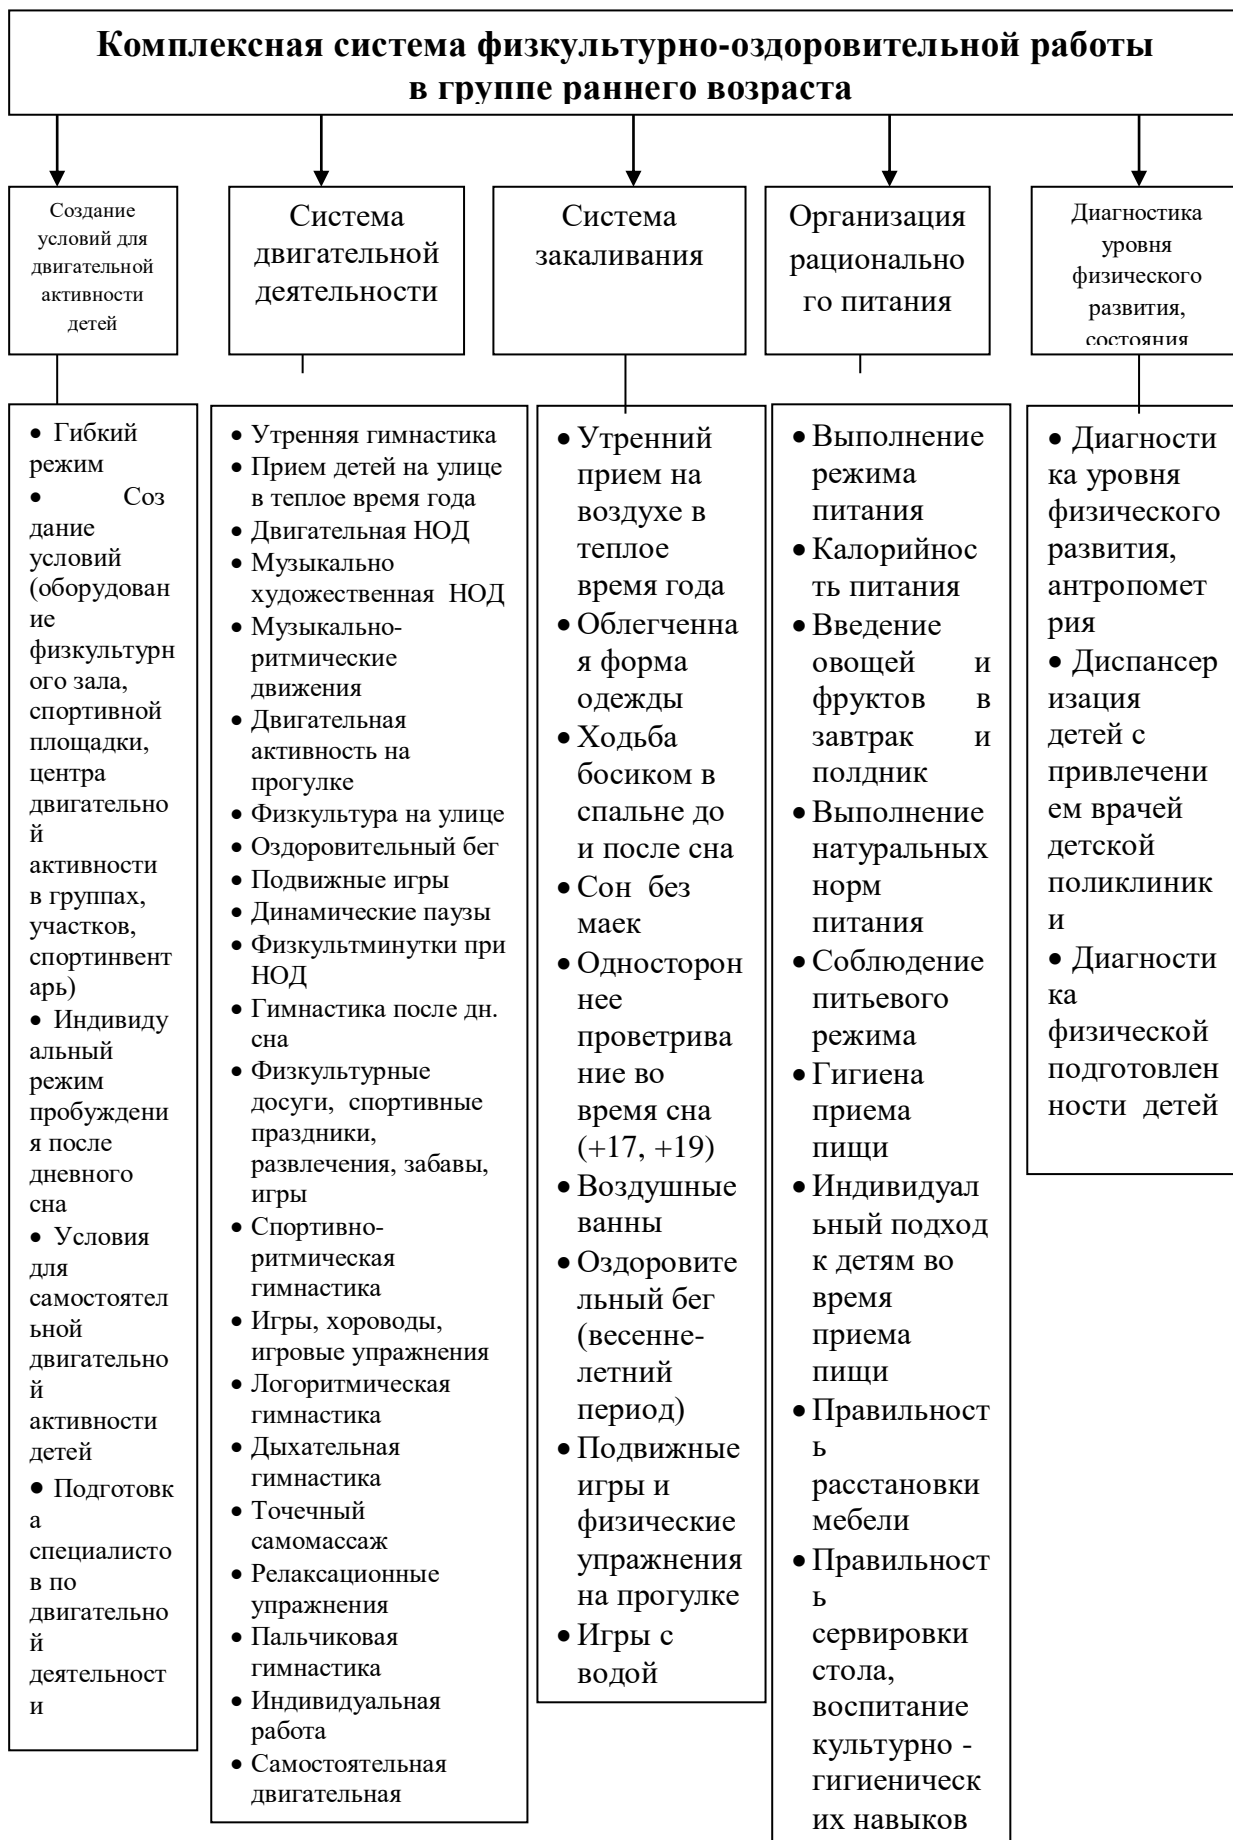 Комплексная система физкультурно-оздоровительной работы
в группе раннего возраста
Создание
условий для
двигательной
активности
детей
Система
двигательной
деятельности
Система
закаливания
Организация
рационально
го питания
Диагностика
уровня
физического
развития,
состояния
• Гибкий
режим
• Соз
дание
условий
(оборудован
ие
физкультурн
ого зала,
спортивной
площадки,
центра
двигательно
й
активности
в группах,
участков,
спортинвент
арь)
• Индивиду
альный
режим
пробуждени
я после
дневного
сна
• Условия
для
самостоятел
ьной
двигательно
й
активности
детей
• Подготовк
а
специалисто
в по
двигательно
й
деятельност
и
• Утренняя гимнастика
• Прием детей на улице
в теплое время года
• Двигательная НОД
• Музыкально
художественная НОД
• Музыкально-
ритмические
движения
• Двигательная
активность на
прогулке
• Физкультура на улице
• Оздоровительный бег
• Подвижные игры
• Динамические паузы
• Физкультминутки при
НОД
• Гимнастика после дн.
сна
• Физкультурные
досуги, спортивные
праздники,
развлечения, забавы,
игры
• Спортивно-
ритмическая
гимнастика
• Игры, хороводы,
игровые упражнения
• Логоритмическая
гимнастика
• Дыхательная
гимнастика
• Точечный
самомассаж
• Релаксационные
упражнения
• Пальчиковая
гимнастика
• Индивидуальная
работа
• Самостоятельная
двигательная
• Утренний
прием на
воздухе в
теплое
время года
• Облегченна
я форма
одежды
• Ходьба
босиком в
спальне до
и после сна
• Сон без
маек
• Односторон
нее
проветрива
ние во
время сна
(+17, +19)
• Воздушные
ванны
• Оздоровите
льный бег
(весенне-
летний
период)
• Подвижные
игры и
физические
упражнения
на прогулке
• Игры с
водой
• Выполнение
режима
питания
• Калорийнос
ть питания
• Введение
овощей и
фруктов в
завтрак и
полдник
• Выполнение
натуральных
норм
питания
• Соблюдение
питьевого
режима
• Гигиена
приема
пищи
• Индивидуал
ьный подход
к детям во
время
приема
пищи
• Правильност
ь
расстановки
мебели
• Правильност
ь
сервировки
стола,
воспитание
культурно -
гигиеническ
их навыков
• Диагности
ка уровня
физического
развития,
антропомет
рия
• Диспансер
изация
детей с
привлечени
ем врачей
детской
поликлиник
и
• Диагности
ка
физической
подготовлен
ности детей